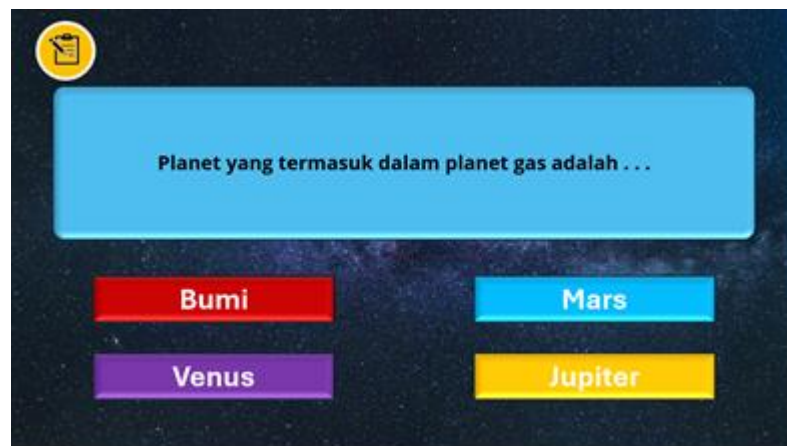 Planet yang termasuk dalam planet gas adalah . . .
Bumi
Mars
Venus
Jupiter